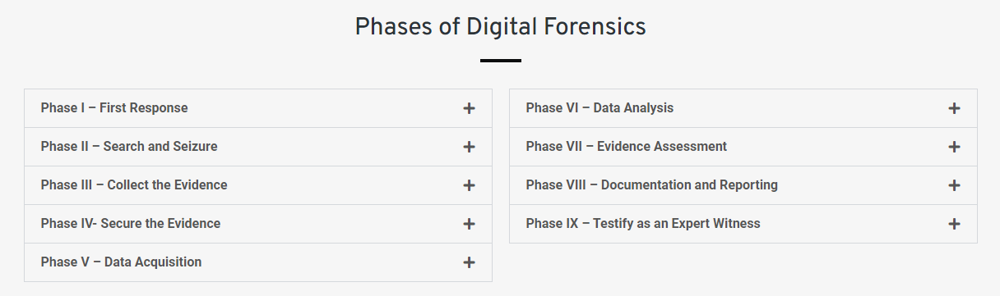 Phases of Digital Forensics
Phase I – First Response
Phase II – Search and Seizure
Phase III – Collect the Evidence
Phase IV- Secure the Evidence
Phase V – Data Acquisition
Phase VI – Data Analysis
Phase VII – Evidence Assessment
Phase VIII – Documentation and Reporting
Phase IX – Testify as an Expert Witness